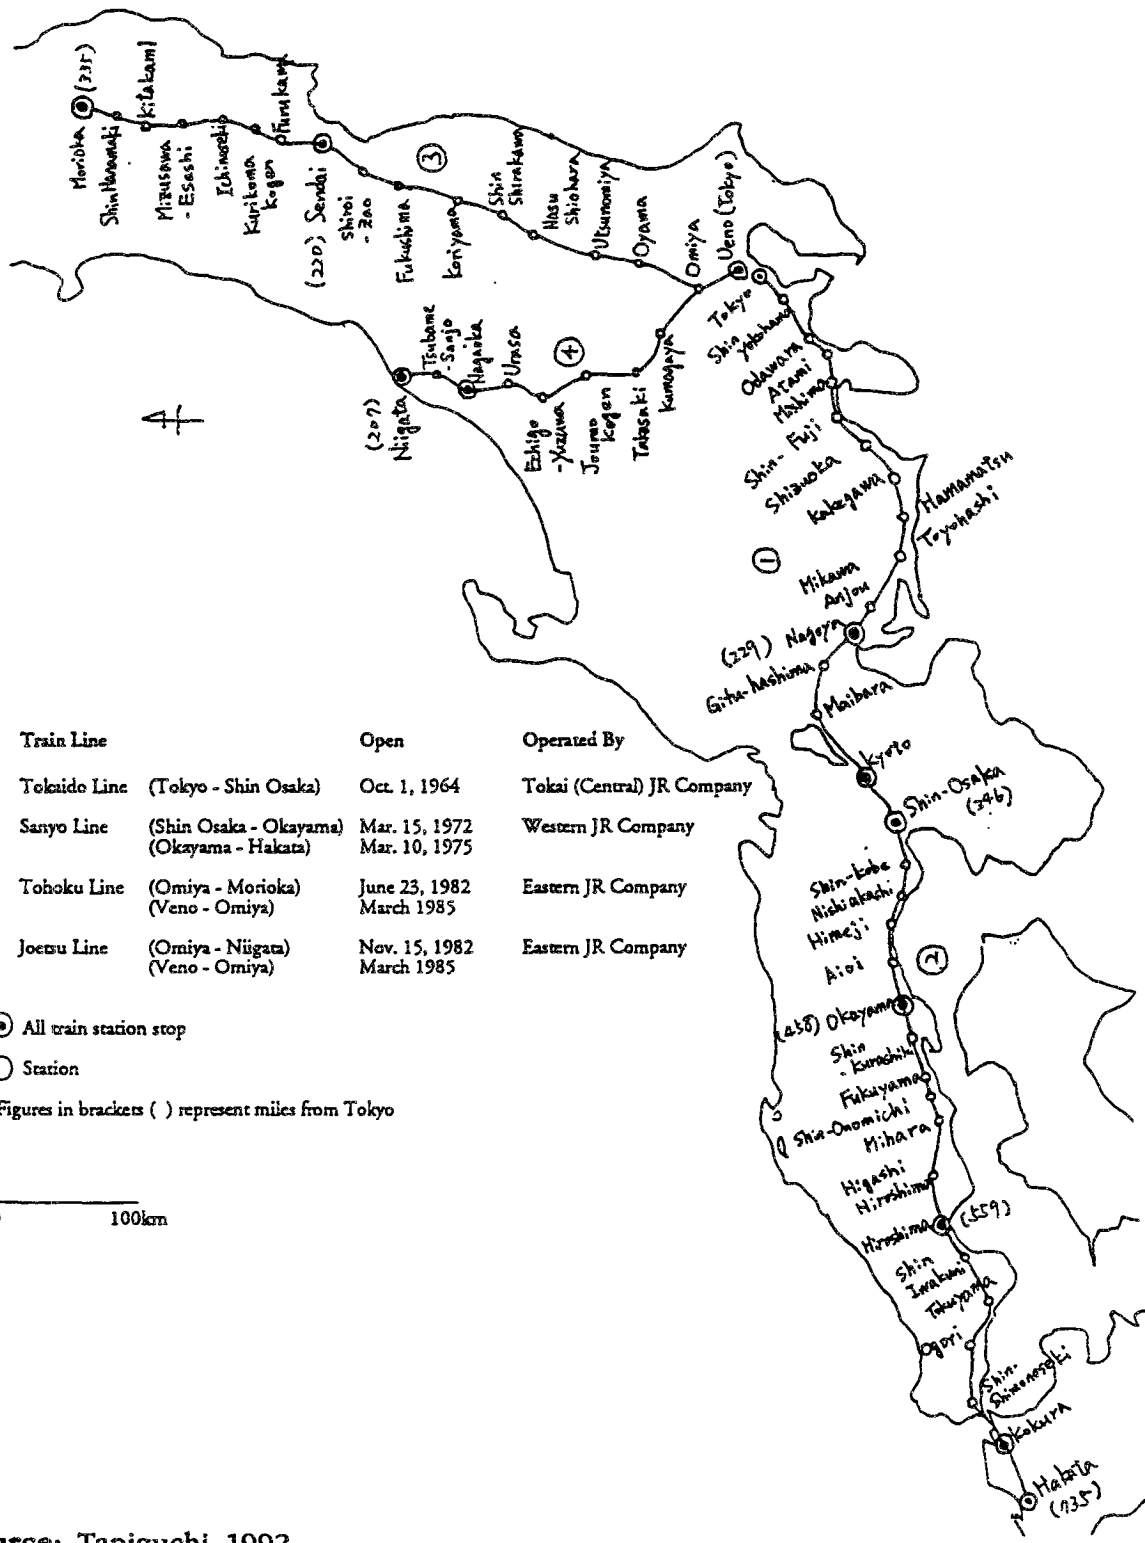 (335)
Morioka
Shin Hanamaki
Kitakami
Mizusawa
- Esashi
Ichinoseki
Kurikoma
Kogen
Furukawa
(220) Sendai
Shiroi
- Zao
Fukushima
③
Koriyama
Shin
Shirakawa
Nasu
Shiobara
Utsunomiya
Oyama
Omiya
Ueno (Tokyo)
(207)
Niigata
Tsubame
- Sanjo
Nagaoka
Urasa
④
Echigo
- Yuzawa
Joumo
Kogen
Takasaki
Kumagaya
Tokyo
Shin
Yokohama
Odawara
Atami
Mishima
Shin - Fuji
Shizuoka
Kakegawa
Hamamatsu
Toyohashi
①
Mikawa
Anjou
(229) Nagoya
Gifu-hashima
Maibara
Kyoto
Shin-Osaka
(346)
Train Line Open Operated By
Tokaido Line (Tokyo - Shin Osaka) Oct. 1, 1964 Tokai (Central) JR Company
Sanyo Line (Shin Osaka - Okayama) Mar. 15, 1972 Western JR Company
(Okayama - Hakata) Mar. 10, 1975
Tohoku Line (Omiya - Morioka) June 23, 1982 Eastern JR Company
(Veno - Omiya) March 1985
Joetsu Line (Omiya - Niigata) Nov. 15, 1982 Eastern JR Company
(Veno - Omiya) March 1985
All train station stop
Station
Figures in brackets ( ) represent miles from Tokyo
100km
Shin-kobe
Nishiakashi
Himeji
Aioi
②
(458) Okayama
Shin
- Kurashiki
Fukuyama
Shin-Onomichi
Mihara
Higashi
Hiroshima
Hiroshima (559)
Shin
Iwakuni
Tokuyama
Ogori
Shin-
Shimonoseki
Kokura
Hakata
(735)
Taniguchi, 1992